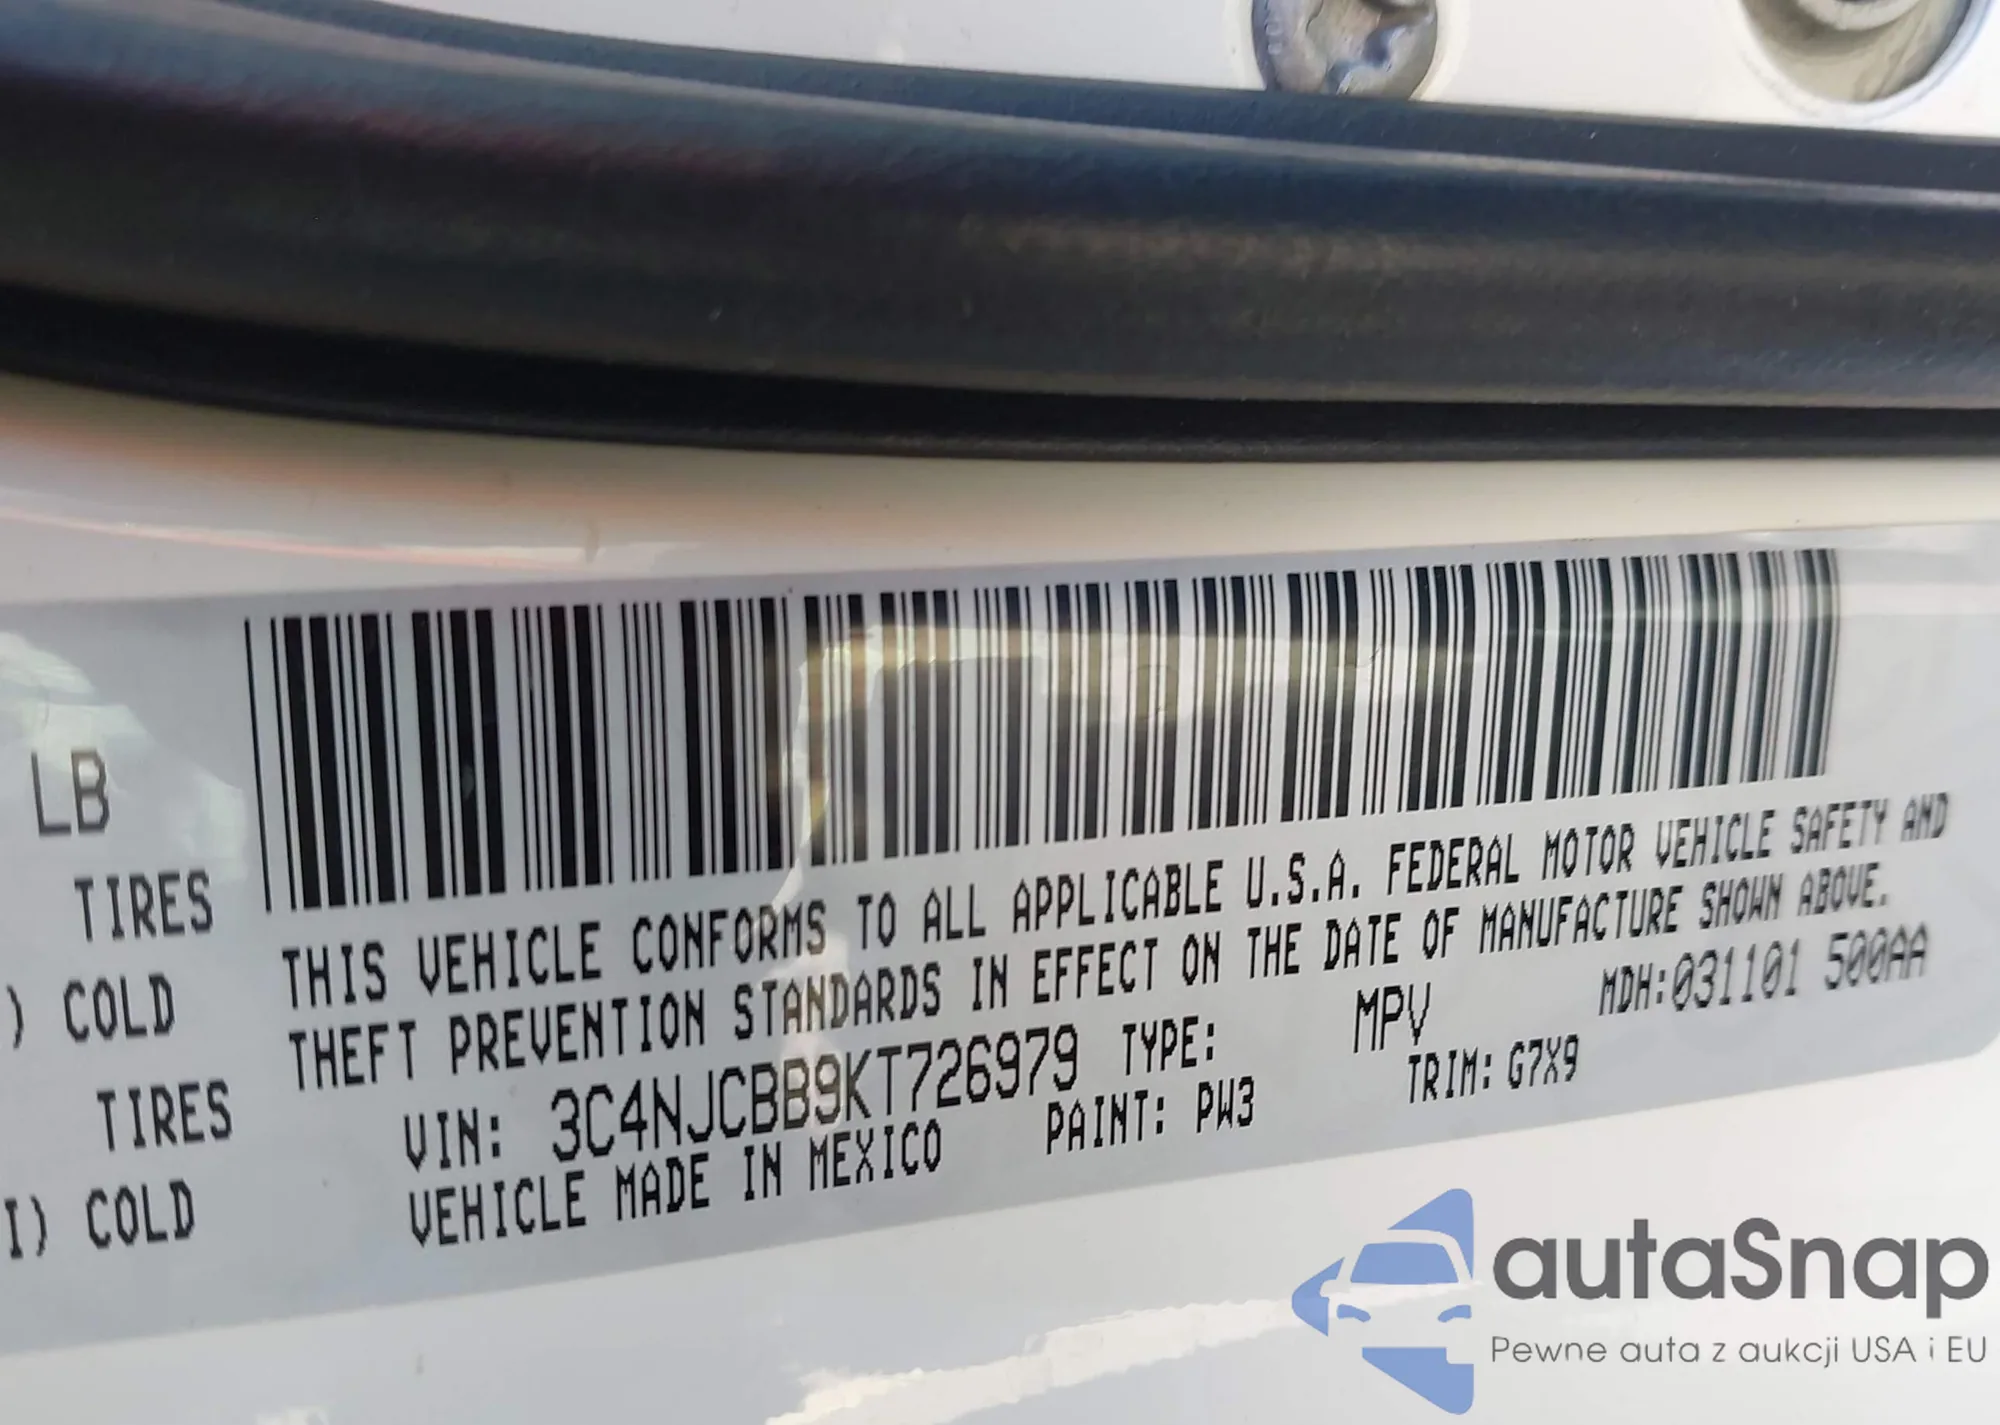 LB
TIRES
) COLD
TIRES
I) COLD
THIS VEHICLE CONFORMS TO ALL APPLICABLE U.S.A. FEDERAL MOTOR VEHICLE SAFETY AND
THEFT PREVENTION STANDARDS IN EFFECT ON THE DATE OF MANUFACTURE SHOWN ABOVE.
MDH:031101 500AA
VIN: 3C4NJCBB9KT726979 TYPE: MPV
VEHICLE MADE IN MEXICO PAINT: PW3 TRIM: G7X9
autaSnap
Pewne auta z aukcji USA i EU